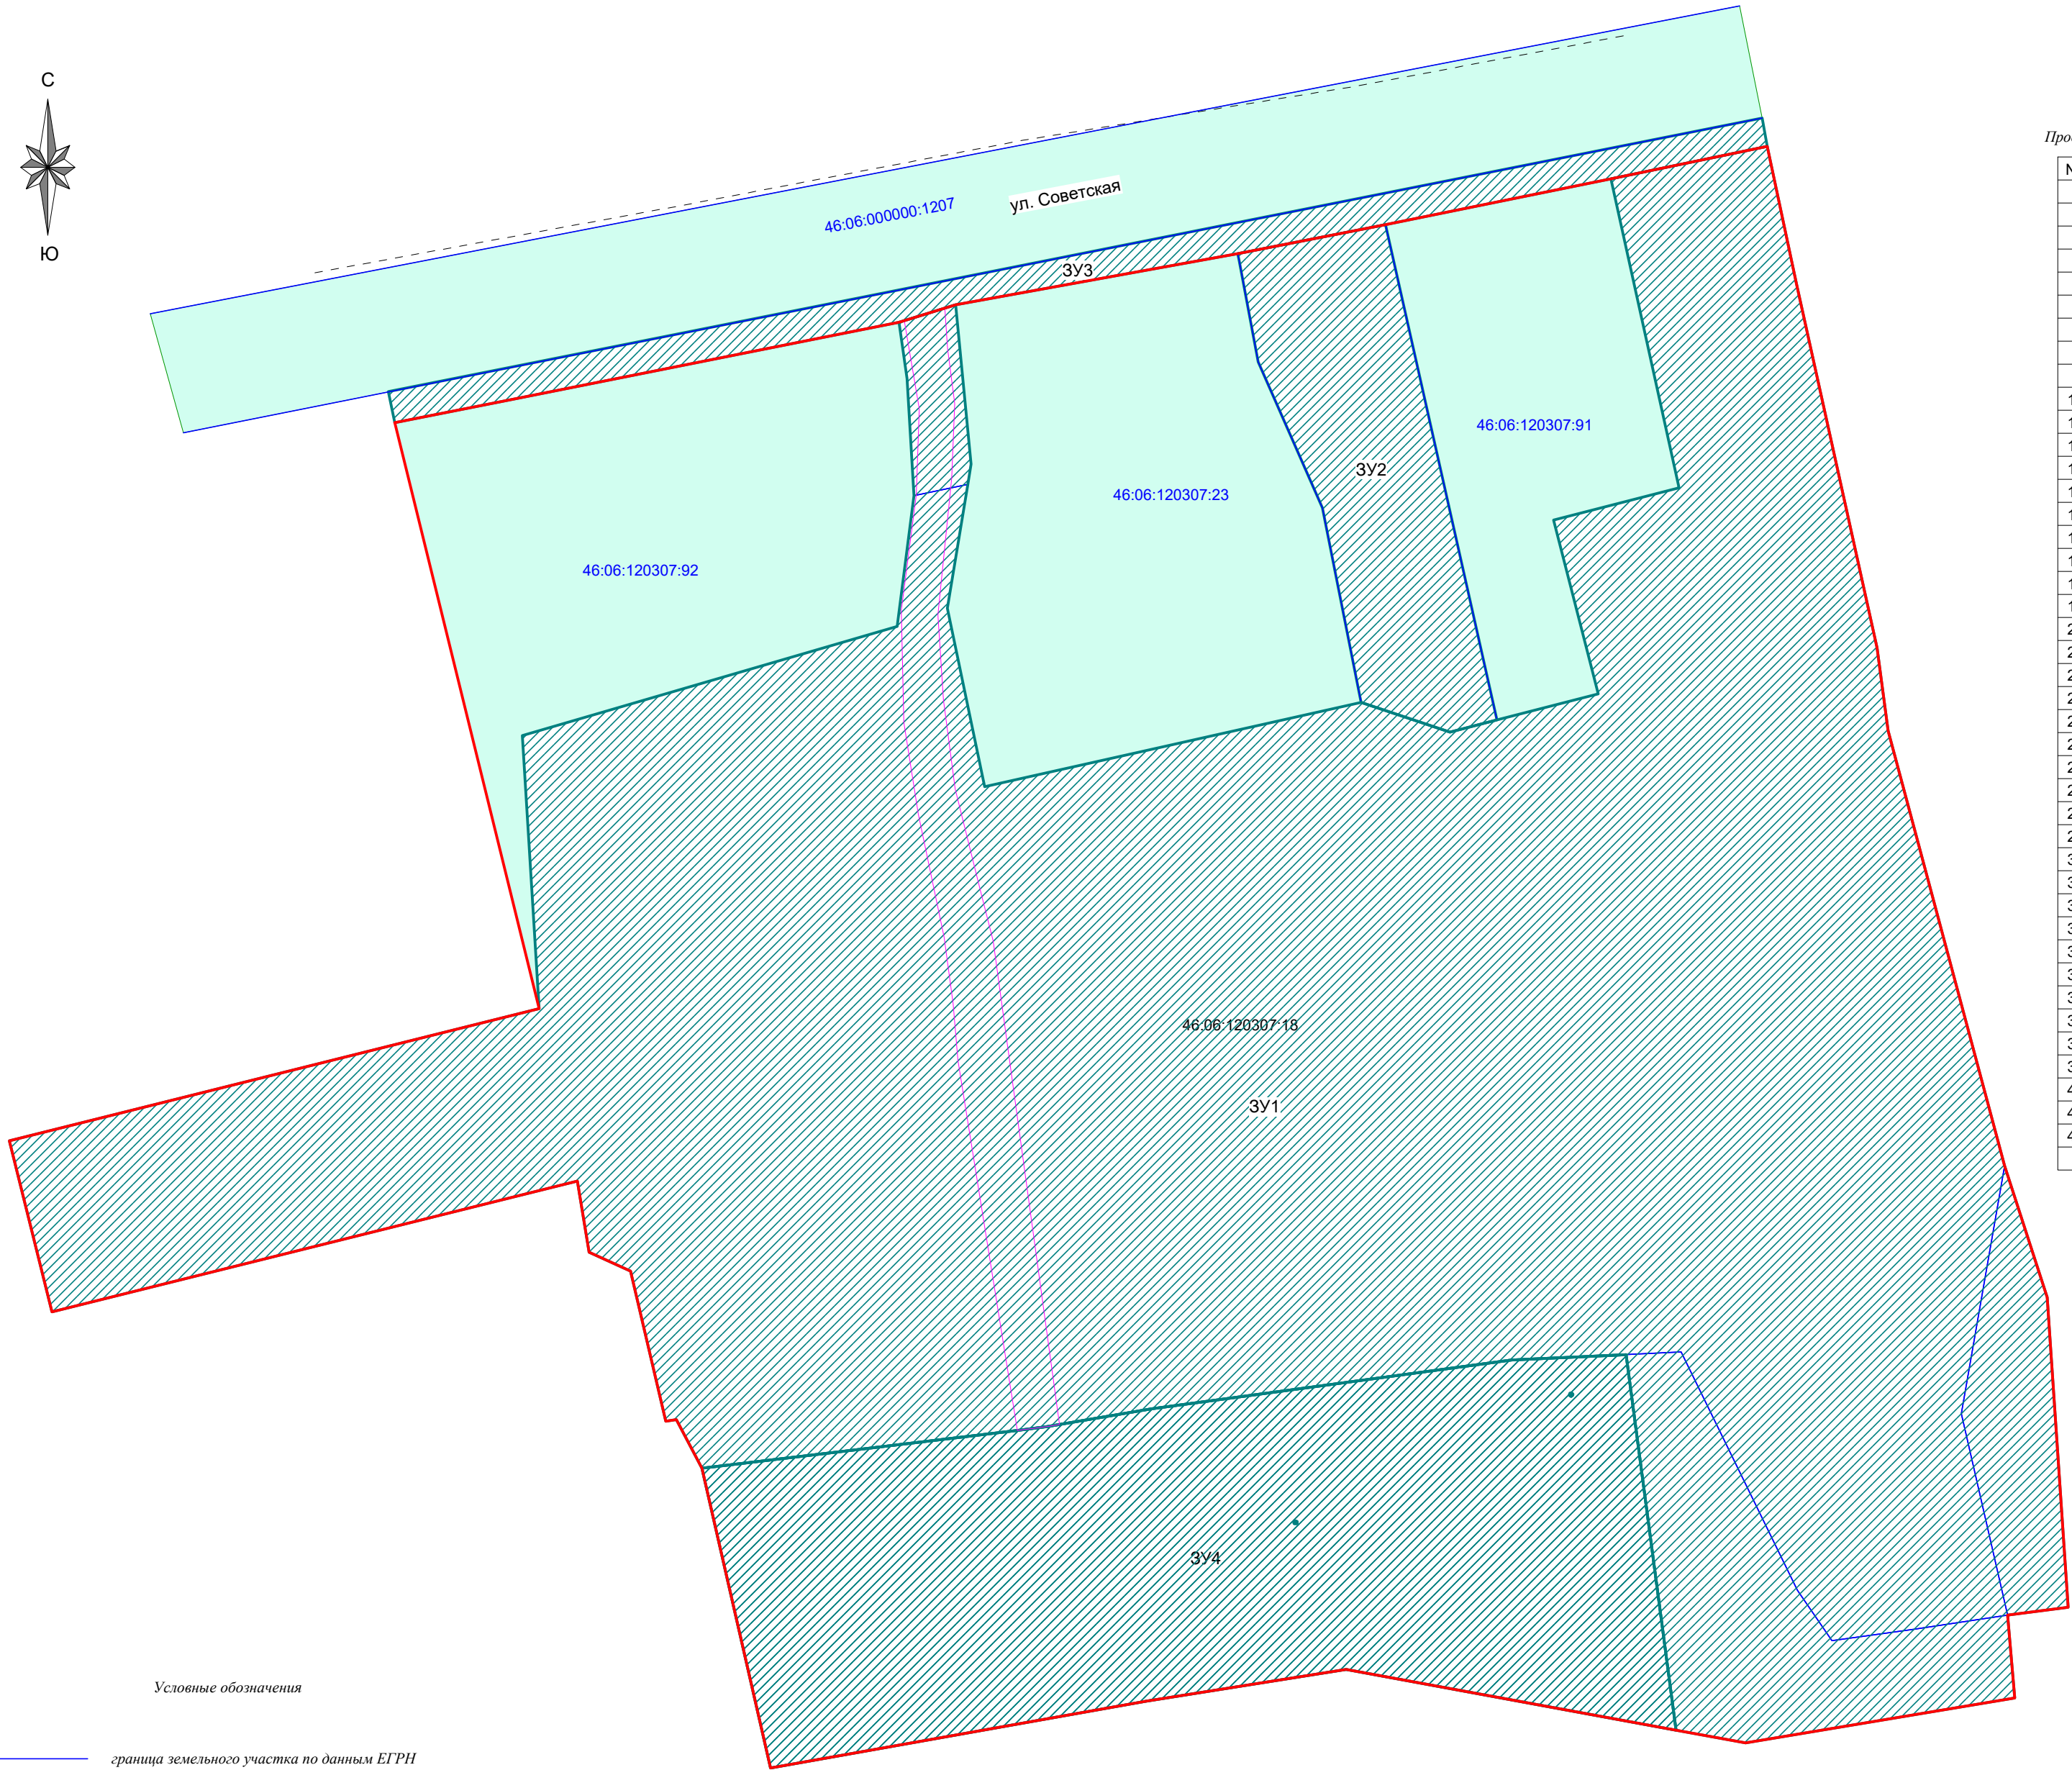 С
Ю
46:06:000000:1207
ул. Советская
ЗУ3
46:06:120307:91
ЗУ2
46:06:120307:23
46:06:120307:92
46:06:120307:18
ЗУ1
ЗУ4
Условные обозначения
граница земельного участка по данным ЕГРН